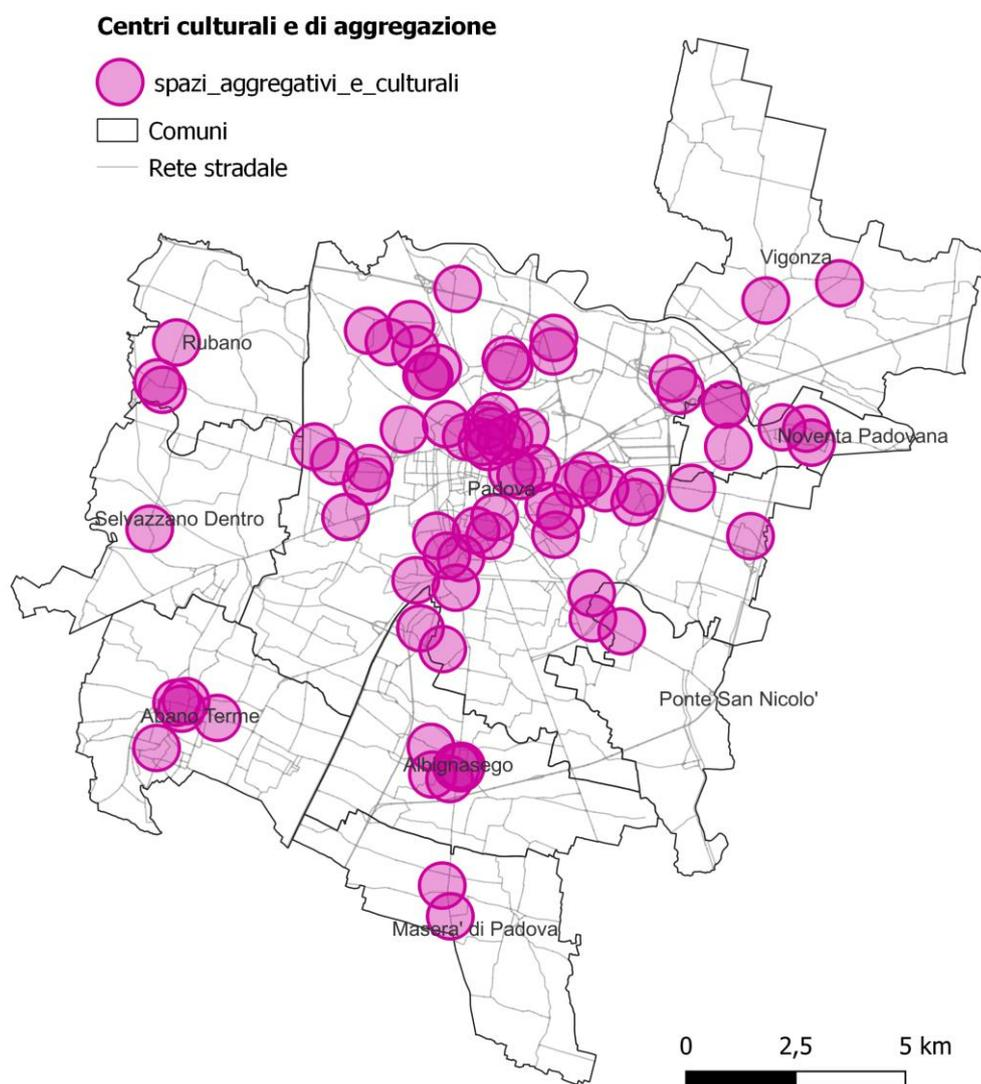 Centri culturali e di aggregazione
spazi_aggregativi_e_culturali
Comuni
Rete stradale
Vigonza
Rubano
Noventa Padovana
Padova
Selvazzano Dentro
Ponte San Nicolo'
Abano Terme
Albignasego
Masera' di Padova
0 2,5 5 km